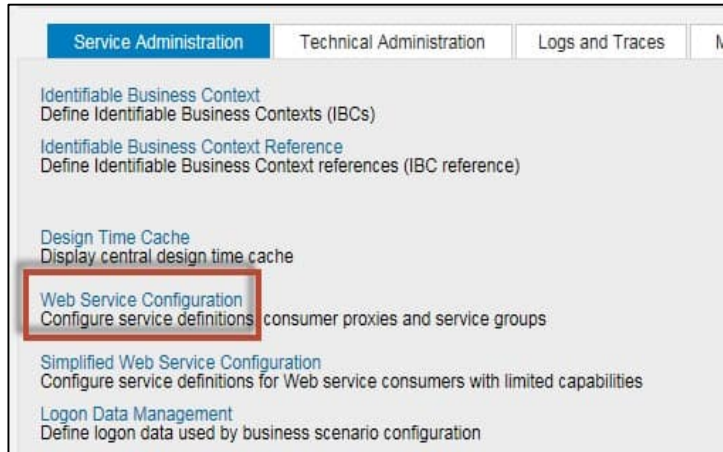 Service Administration
Technical Administration
Logs and Traces
Identifiable Business Context
Define Identifiable Business Contexts (IBCs)
Identifiable Business Context Reference
Define Identifiable Business Context references (IBC reference)
Design Time Cache
Display central design time cache
Web Service Configuration
Configure service definitions, consumer proxies and service groups
Simplified Web Service Configuration
Configure service definitions for Web service consumers with limited capabilities
Logon Data Management
Define logon data used by business scenario configuration